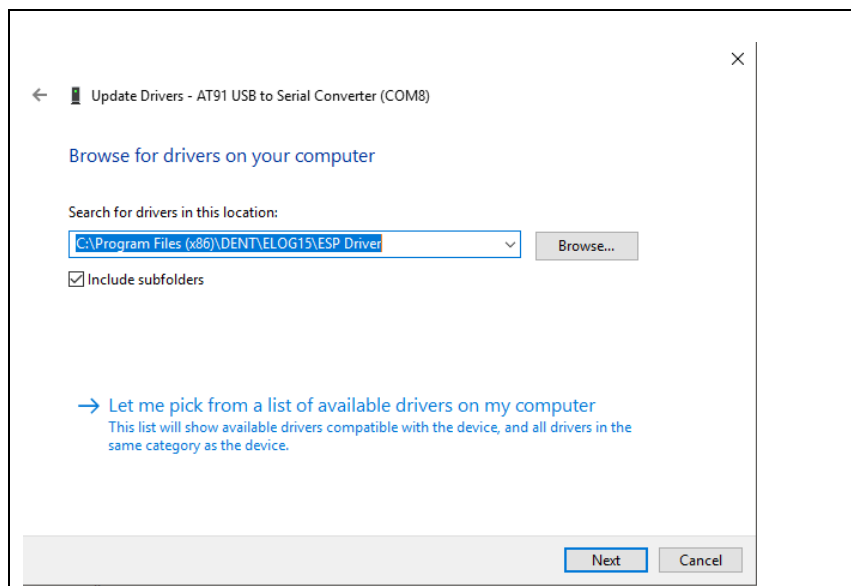 Update Drivers - AT91 USB to Serial Converter (COM8)
Browse for drivers on your computer
Search for drivers in this location:
C:\Program Files (x86)\DENT\ELOG15\ESP Driver
Browse...
Include subfolders
Let me pick from a list of available drivers on my computer
This list will show available drivers compatible with the device, and all drivers in the
same category as the device.
Next
Cancel